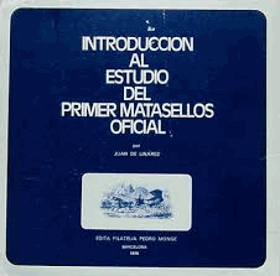 INTRODUCCION
AL
ESTUDIO
DEL
PRIMER MATASELLOS
OFICIAL
por
JUAN DE LINARES
EDITA FILATELIA PEDRO MONGE
BARCELONA